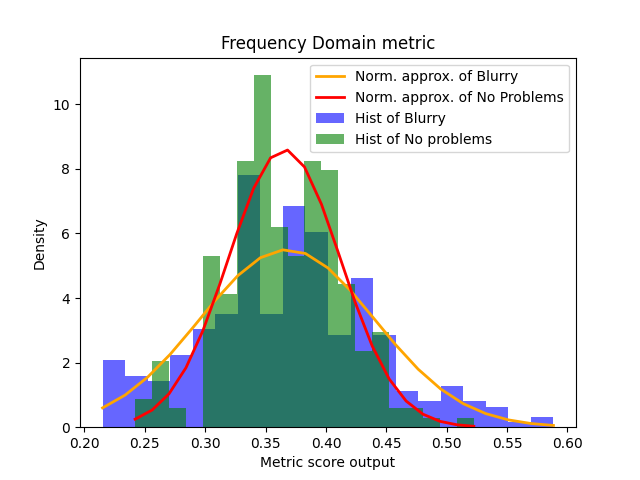 Frequency Domain metric
Norm. approx. of Blurry
Norm. approx. of No Problems
Hist of Blurry
Hist of No problems
Density
10
8
6
4
2
0
0.20 0.25 0.30 0.35 0.40 0.45 0.50 0.55 0.60
Metric score output